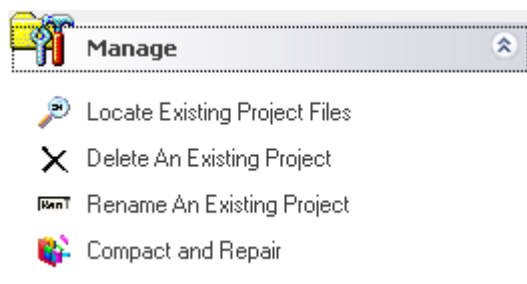 Manage
Locate Existing Project Files
Delete An Existing Project
Rename An Existing Project
Compact and Repair